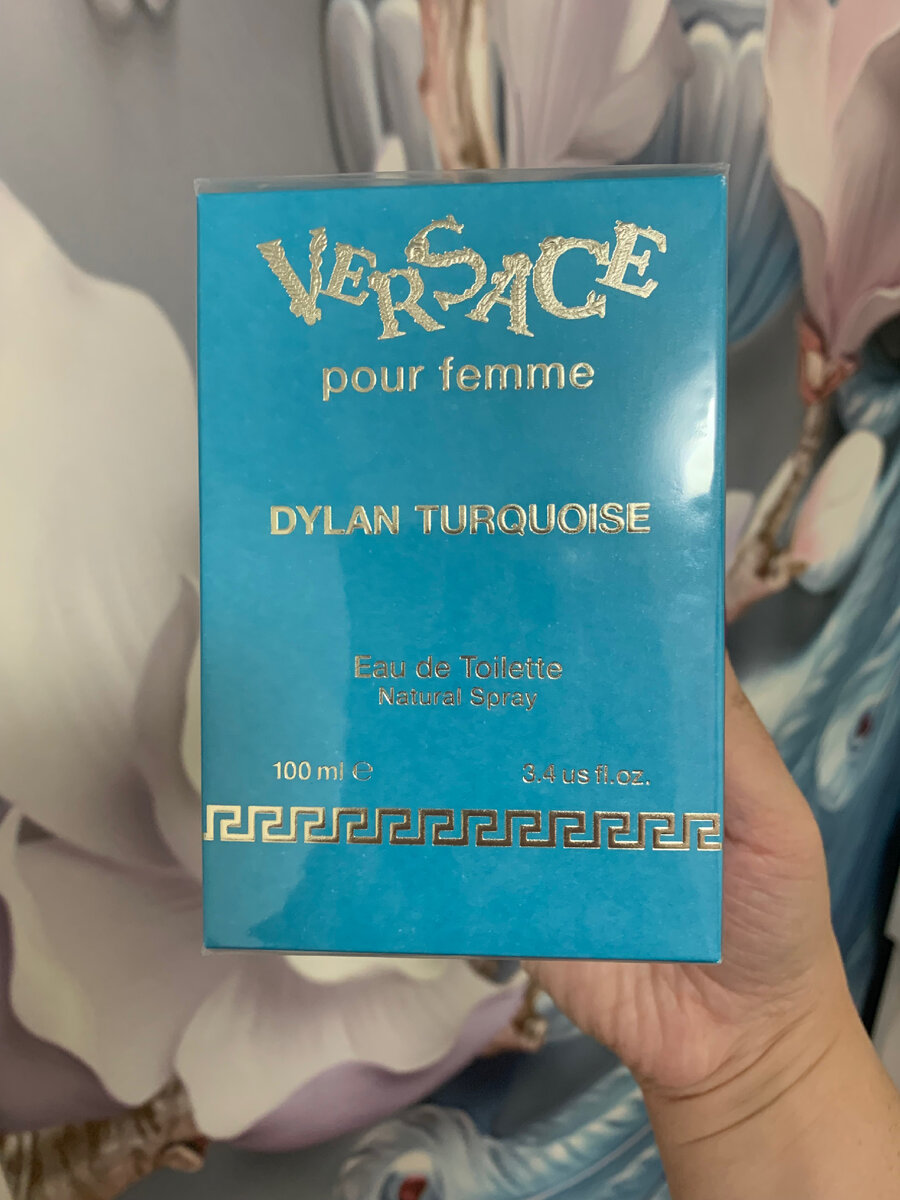 VERSACE
pour femme
DYLAN TURQUOISE
Eau de Toilette
Natural Spray
100 ml ℮ 3.4 us fl.oz.